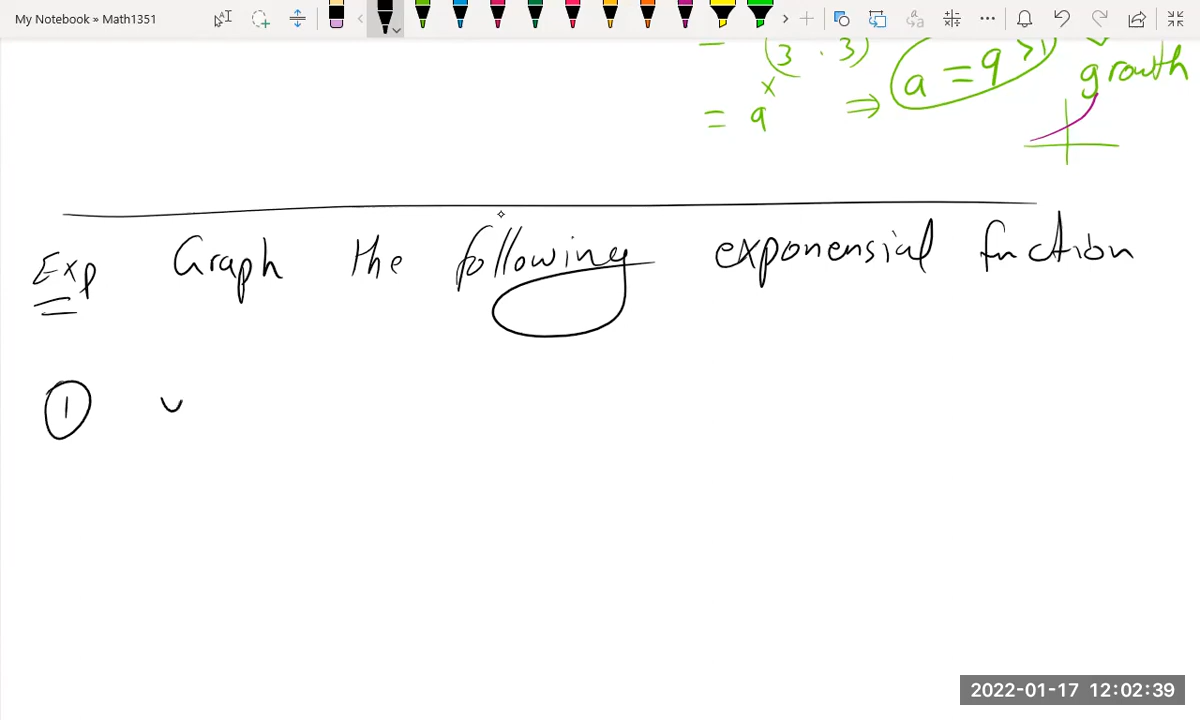 My Notebook » Math1351
= (3 · 3)
a = 9 > 1
growth
= 9^x ⇒
Exp Graph the following exponensial fuction
①
2022-01-17 12:02:39